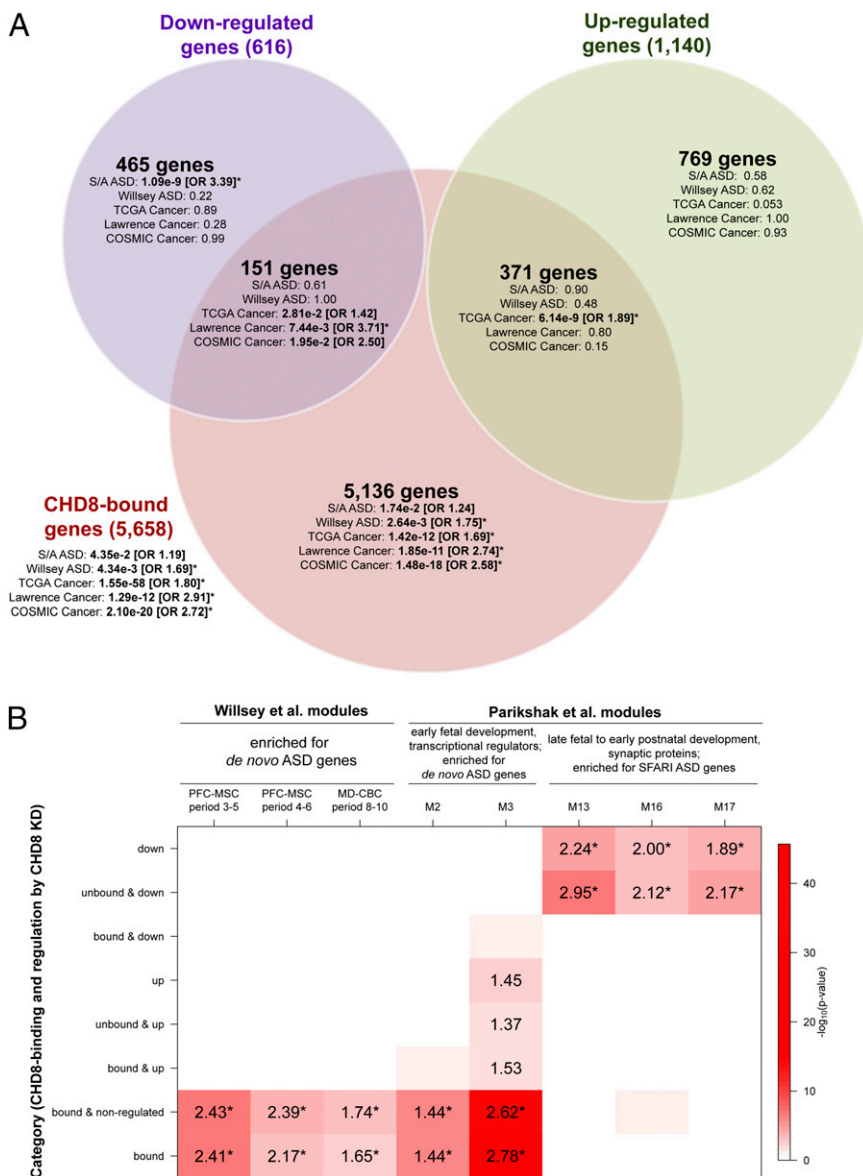 A
Down-regulated
genes (616)
Up-regulated
genes (1,140)
465 genes
S/A ASD: 1.09e-9 [OR 3.39]*
Willsey ASD: 0.22
TCGA Cancer: 0.89
Lawrence Cancer: 0.28
COSMIC Cancer: 0.99
769 genes
S/A ASD: 0.58
Willsey ASD: 0.62
TCGA Cancer: 0.053
Lawrence Cancer: 1.00
COSMIC Cancer: 0.93
151 genes
S/A ASD: 0.61
Willsey ASD: 1.00
TCGA Cancer: 2.81e-2 [OR 1.42]
Lawrence Cancer: 7.44e-3 [OR 3.71]*
COSMIC Cancer: 1.95e-2 [OR 2.50]
371 genes
S/A ASD: 0.90
Willsey ASD: 0.48
TCGA Cancer: 6.14e-9 [OR 1.89]*
Lawrence Cancer: 0.80
COSMIC Cancer: 0.15
5,136 genes
S/A ASD: 1.74e-2 [OR 1.24]
Willsey ASD: 2.64e-3 [OR 1.75]*
TCGA Cancer: 1.42e-12 [OR 1.69]*
Lawrence Cancer: 1.85e-11 [OR 2.74]*
COSMIC Cancer: 1.48e-18 [OR 2.58]*
CHD8-bound
genes (5,658)
S/A ASD: 4.35e-2 [OR 1.19]
Willsey ASD: 4.34e-3 [OR 1.69]*
TCGA Cancer: 1.55e-58 [OR 1.80]*
Lawrence Cancer: 1.29e-12 [OR 2.91]*
COSMIC Cancer: 2.10e-20 [OR 2.72]*
B
Willsey et al. modules
Parikshak et al. modules
enriched for
de novo ASD genes
early fetal development,
transcriptional regulators;
enriched for
de novo ASD genes
late fetal to early postnatal development,
synaptic proteins;
enriched for SFARI ASD genes
PFC-MSC
period 3-5
PFC-MSC
period 4-6
MD-CBC
period 8-10
M2
M3
M13
M16
M17
Category (CHD8-binding and regulation by CHD8 KD)
down
2.24*
2.00*
1.89*
unbound & down
2.95*
2.12*
2.17*
bound & down
up
1.45
unbound & up
1.37
bound & up
1.53
bound & non-regulated
2.43*
2.39*
1.74*
1.44*
2.62*
bound
2.41*
2.17*
1.65*
1.44*
2.78*
40
30
20
10
0
-log10(p-value)